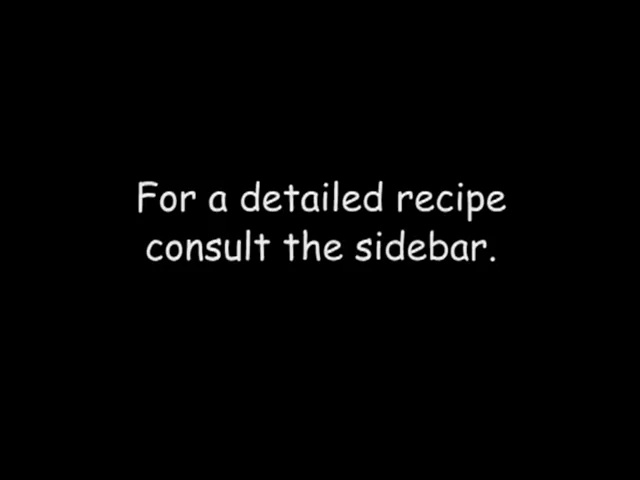 For a detailed recipe
consult the sidebar.